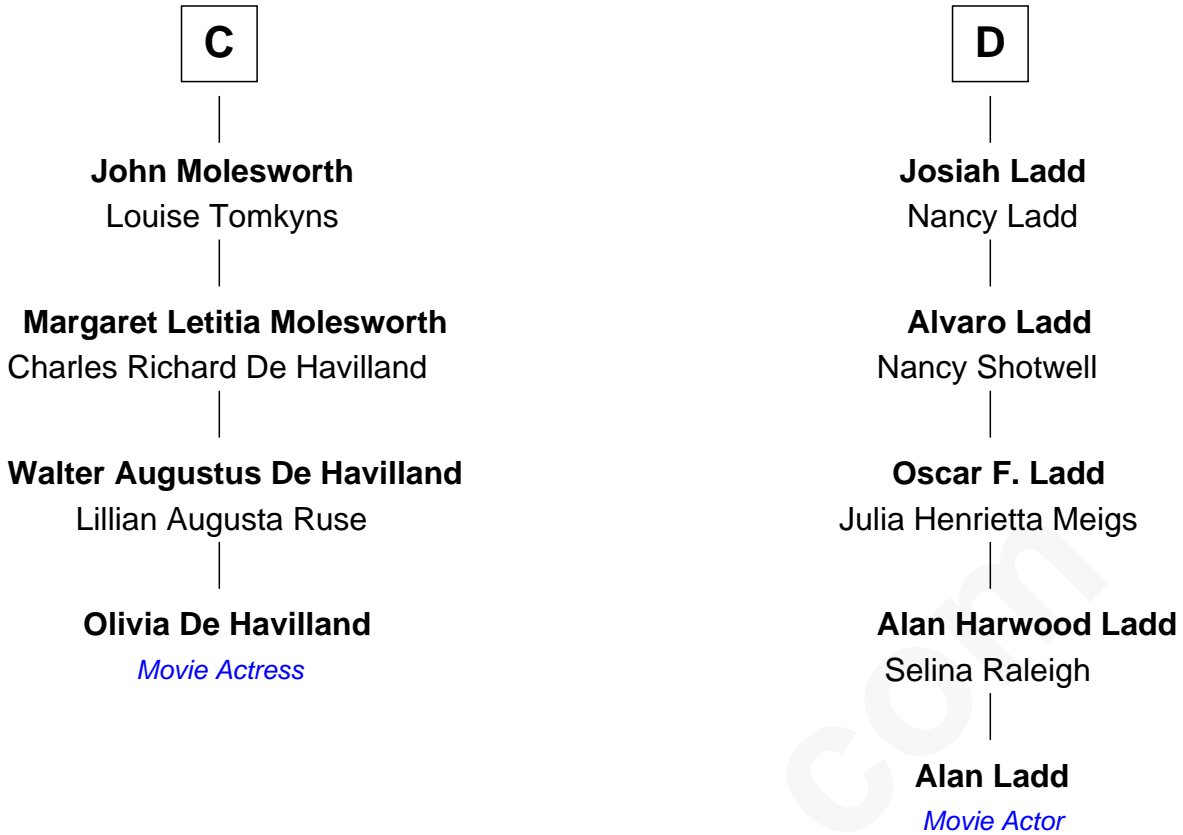 C
John Molesworth
Louise Tomkyns
Margaret Letitia Molesworth
Charles Richard De Havilland
Walter Augustus De Havilland
Lillian Augusta Ruse
Olivia De Havilland
Movie Actress
D
Josiah Ladd
Nancy Ladd
Alvaro Ladd
Nancy Shotwell
Oscar F. Ladd
Julia Henrietta Meigs
Alan Harwood Ladd
Selina Raleigh
Alan Ladd
Movie Actor
com